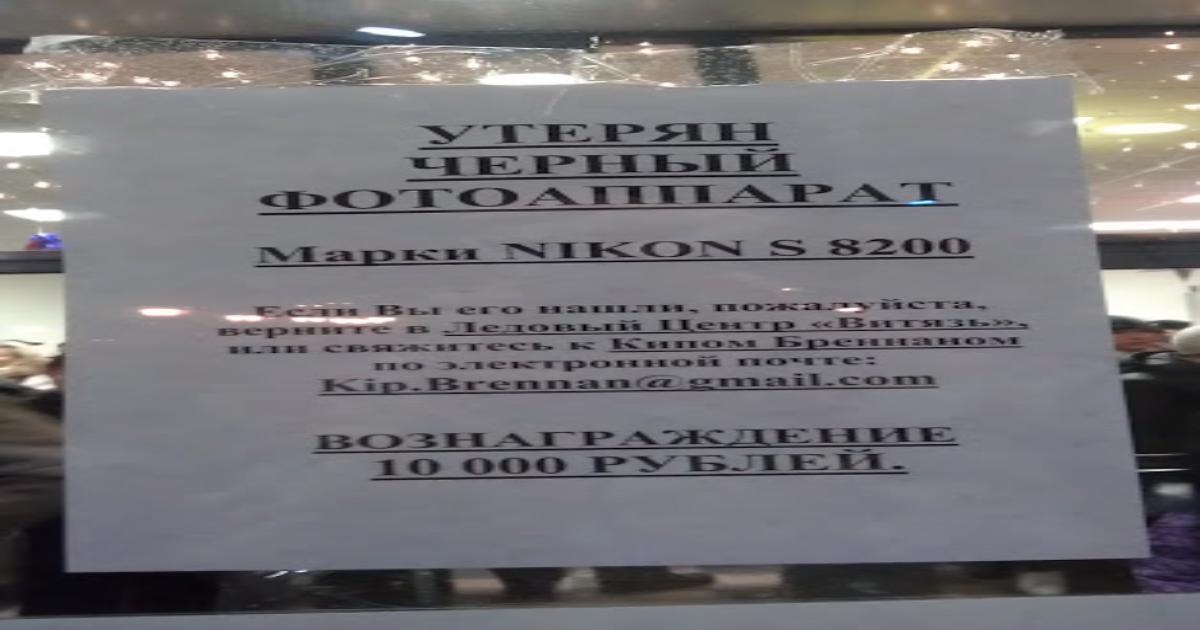 УТЕРЯН
ЧЕРНЫЙ
ФОТОАППАРАТ
Марки NIKON S 8200
Если Вы его нашли, пожалуйста,
верните в Ледовый Центр «Витязь»,
или свяжитесь к Кипом Бреннаном
по электронной почте:
Kip.Brennan@gmail.com
ВОЗНАГРАЖДЕНИЕ
10 000 РУБЛЕЙ.